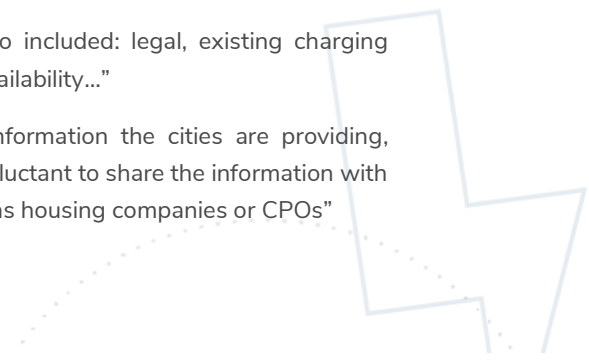 o included: legal, existing charging
ailability...”
nformation the cities are providing,
luctant to share the information with
as housing companies or CPOs”